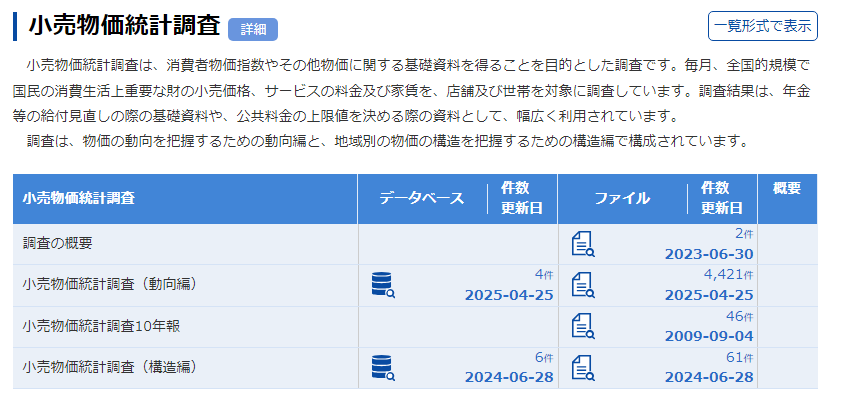 小売物価統計調査 詳細 一覧形式で表示
小売物価統計調査は、消費者物価指数やその他物価に関する基礎資料を得ることを目的とした調査です。毎月、全国的規模で
国民の消費生活上重要な財の小売価格、サービスの料金及び家賃を、店舗及び世帯を対象に調査しています。調査結果は、年金
等の給付見直しの際の基礎資料や、公共料金の上限値を決める際の資料として、幅広く利用されています。
調査は、物価の動向を把握するための動向編と、地域別の物価の構造を把握するための構造編で構成されています。
小売物価統計調査 データベース 件数 更新日 ファイル 件数 更新日 概要
調査の概要 2件
2023-06-30
小売物価統計調査（動向編） 4件 4,421件
2025-04-25 2025-04-25
小売物価統計調査10年報 46件
2009-09-04
小売物価統計調査（構造編） 6件 61件
2024-06-28 2024-06-28